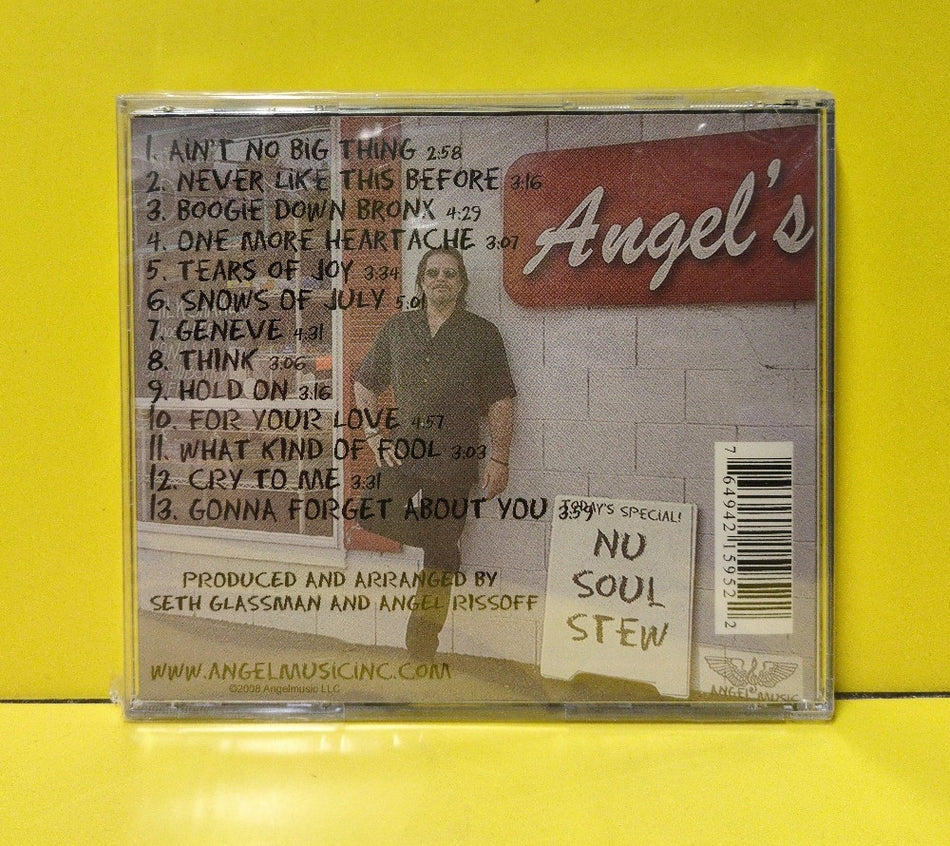 1. AIN'T NO BIG THING 2:58
2. NEVER LIKE THIS BEFORE 3:16
3. BOOGIE DOWN BRONX 4:29
4. ONE MORE HEARTACHE 3:07
5. TEARS OF JOY 3:34
6. SNOWS OF JULY 5:01
7. GENEVE 4:31
8. THINK 3:06
9. HOLD ON 3:16
10. FOR YOUR LOVE 4:57
11. WHAT KIND OF FOOL 3:03
12. CRY TO ME 3:31
13. GONNA FORGET ABOUT YOU 3:59
Angel's
TODAY'S SPECIAL!
NU
SOUL
STEW
PRODUCED AND ARRANGED BY
SETH GLASSMAN AND ANGEL RISSOFF
WWW.ANGELMUSICINC.COM
©2008 Angelmusic LLC
7 64942 15952 2
ANGEL MUSIC